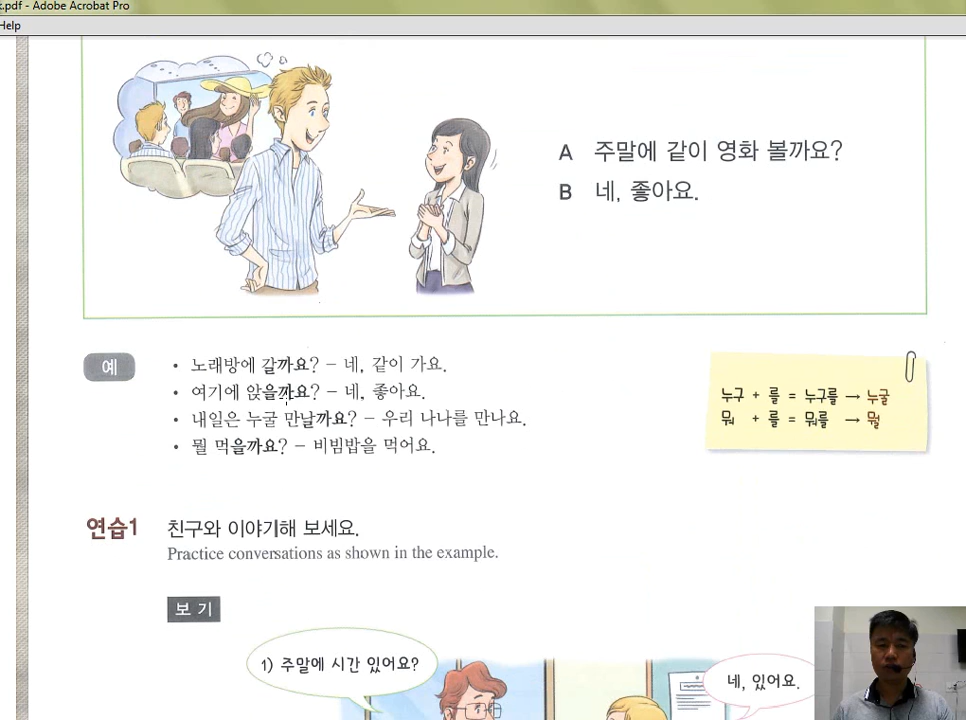 .pdf - Adobe Acrobat Pro
Help
A 주말에 같이 영화 볼까요?
B 네, 좋아요.
예
• 노래방에 갈까요? – 네, 같이 가요.
• 여기에 앉을까요? – 네, 좋아요.
• 내일은 누굴 만날까요? – 우리 나나를 만나요.
• 뭘 먹을까요? – 비빔밥을 먹어요.
누구 + 를 = 누구를 → 누굴
뭐 + 를 = 뭐를 → 뭘
연습1 친구와 이야기해 보세요.
Practice conversations as shown in the example.
보 기
1) 주말에 시간 있어요?
네, 있어요.